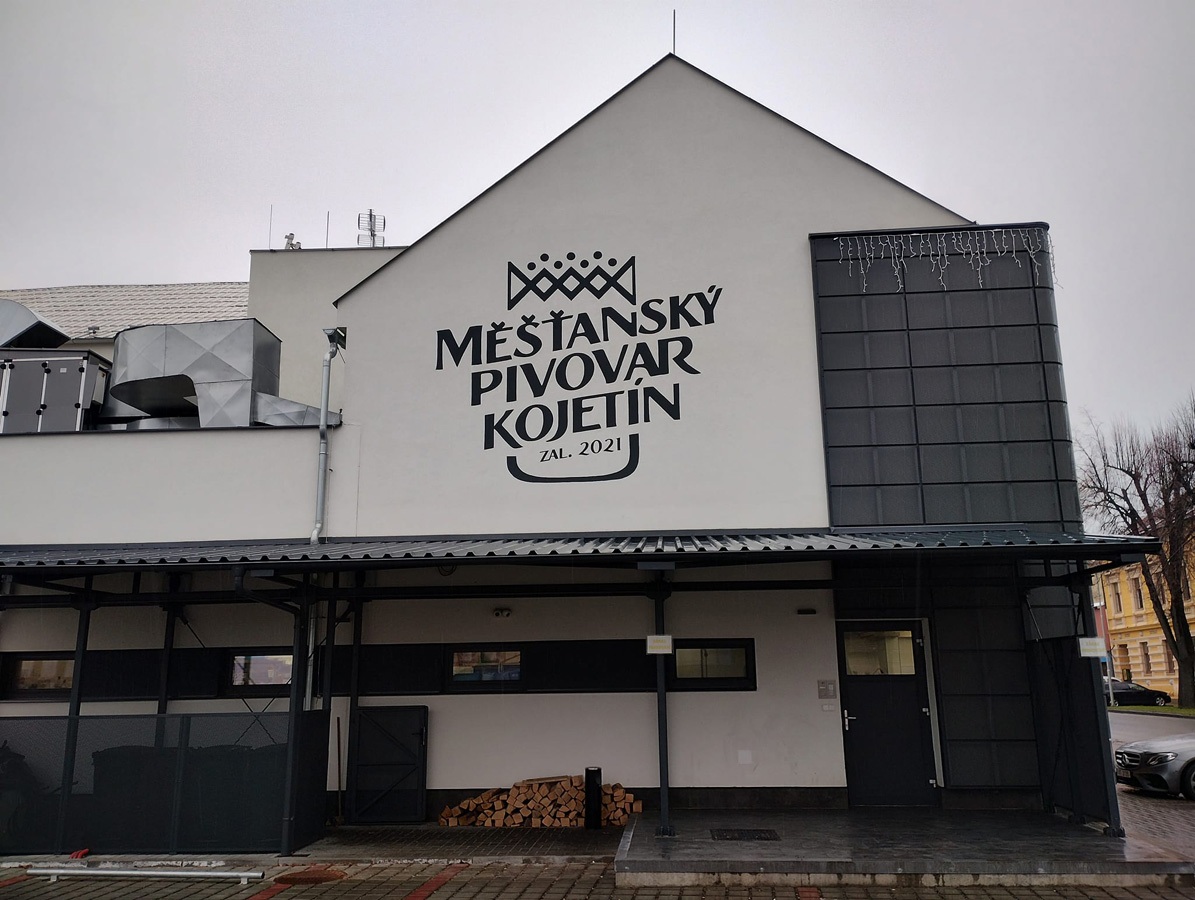 MĚŠŤANSKÝ
PIVOVAR
KOJETÍN
ZAL. 2021